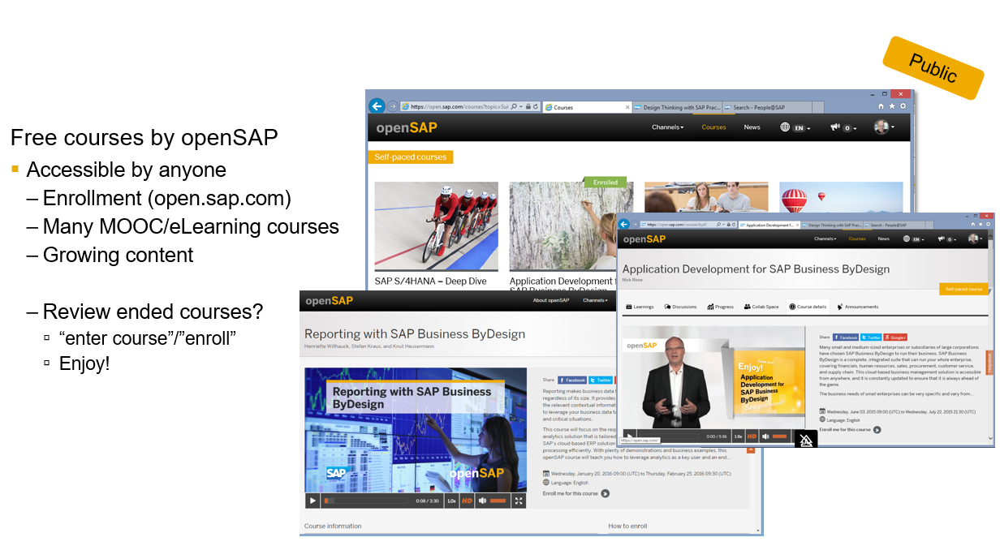 Public
Free courses by openSAP
Accessible by anyone
– Enrollment (open.sap.com)
– Many MOOC/eLearning courses
– Growing content
– Review ended courses?
“enter course”/”enroll”
Enjoy!
https://open.sap.com/courses?topic=Sui
Courses
Design Thinking with SAP Prac...
Search - People@SAP
openSAP
Channels
Courses
News
EN
0
Self-paced courses
Enrolled
SAP S/4HANA – Deep Dive
Application Development f
SAP Business ByDesign
openSAP
About openSAP
Channels
Reporting with SAP Business ByDesign
Henriette Willhauck, Stefan Kraus, and Knut Heusermann
Reporting with SAP Business
ByDesign
SAP
openSAP
0:08 / 3:30
1.0x
HD
Share
Facebook
Twitter
Reporting makes business data
regardless of its size. It provides
the relevant contextual informat
to leverage your business data to
and critical situations.
This course will focus on the req
analytics solution that is tailored
SAP's cloud-based ERP solution
processing efficiently. With plenty of demonstrations and business examples, this
openSAP course will teach you how to leverage analytics as a key user and an end...
Wednesday, January 20, 2016 09:00 (UTC) to Thursday, February 25, 2016 09:30 (UTC)
Language: English
Enroll me for this course
Course information
How to enroll
Application Development f...
Design Thinking with SAP Prac...
Search - People@SAP
openSAP
Channels
Courses
News
EN
0
Application Development for SAP Business ByDesign
Nick Rose
Self-paced course
Learnings
Discussions
Progress
Collab Space
Course details
Announcements
openSAP
Enjoy!
Application
Development for
SAP Business
ByDesign
0:00 / 5:56
1.0x
HD
https://open.sap.com/
Share
Facebook
Twitter
Google+
Many small and medium-sized enterprises or subsidiaries of large corporations
have chosen SAP Business ByDesign to run their business. SAP Business
ByDesign is a complete, integrated suite that can run your whole enterprise,
covering financials, human resources, sales, procurement, customer service,
and supply chain. This cloud-based business management solution is accessible
from anywhere, and it is constantly updated to ensure that it is always ahead of
the game.
The business needs of small enterprises can be very specific and vary from...
Wednesday, June 03, 2015 09:00 (UTC) to Wednesday, July 22, 2015 21:30 (UTC)
Language: English
Enroll me for this course
Helpdesk